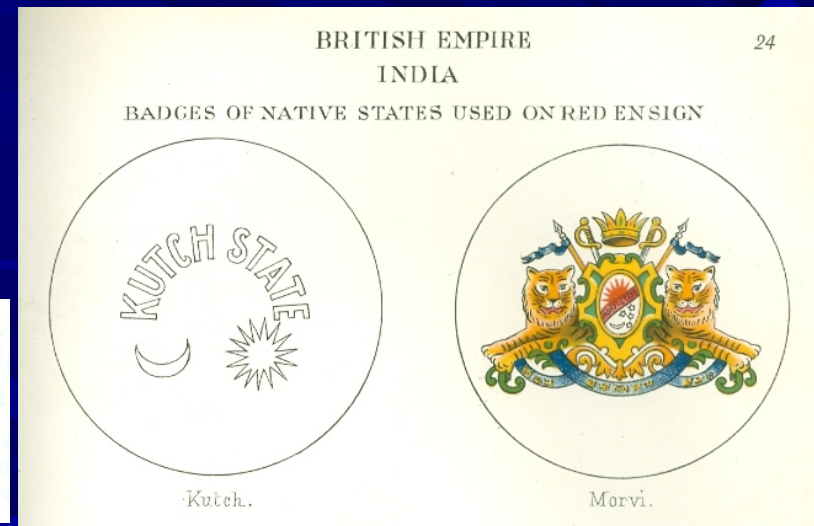 BRITISH EMPIRE
24
INDIA
BADGES OF NATIVE STATES USED ON RED ENSIGN
KUTCH STATE
Kutch.
Morvi.